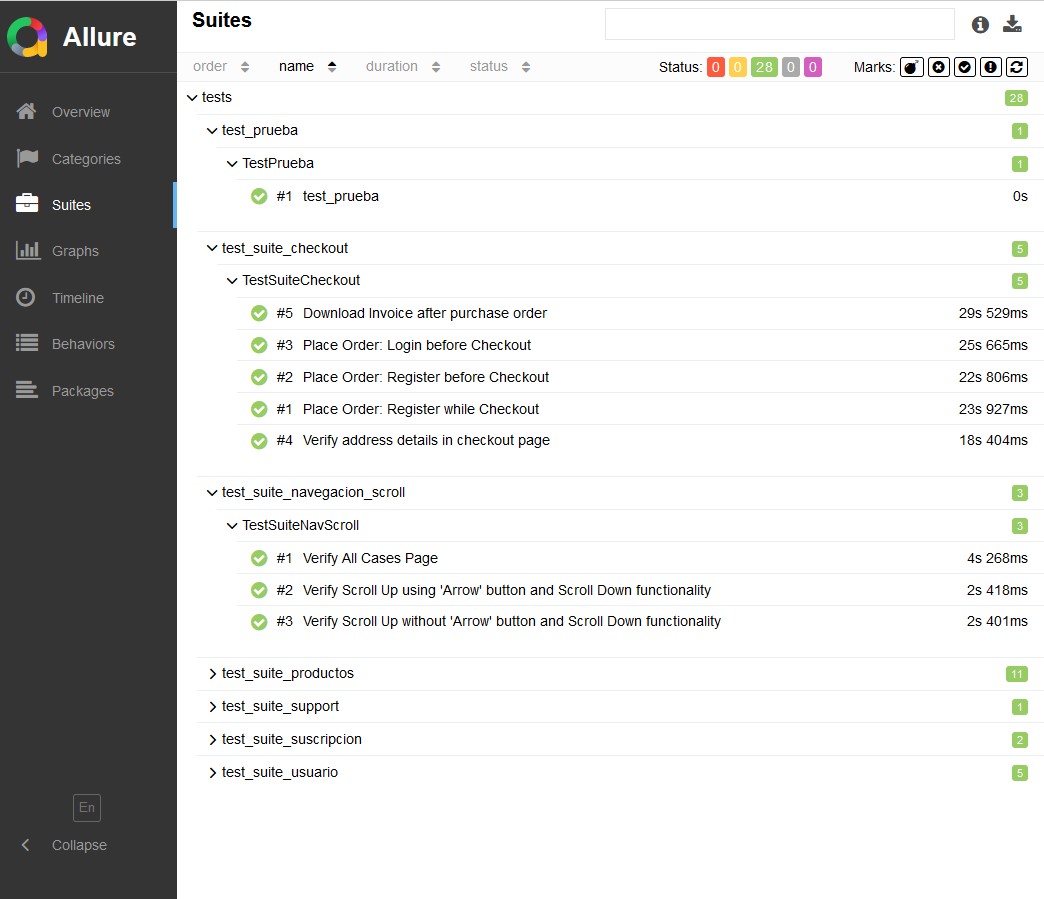 Allure
Overview
Categories
Suites
Graphs
Timeline
Behaviors
Packages
En
Collapse
Suites
order name duration status Status: 0 0 28 0 0 Marks:
tests 28
test_prueba 1
TestPrueba 1
#1 test_prueba 0s
test_suite_checkout 5
TestSuiteCheckout 5
#5 Download Invoice after purchase order 29s 529ms
#3 Place Order: Login before Checkout 25s 665ms
#2 Place Order: Register before Checkout 22s 806ms
#1 Place Order: Register while Checkout 23s 927ms
#4 Verify address details in checkout page 18s 404ms
test_suite_navegacion_scroll 3
TestSuiteNavScroll 3
#1 Verify All Cases Page 4s 268ms
#2 Verify Scroll Up using 'Arrow' button and Scroll Down functionality 2s 418ms
#3 Verify Scroll Up without 'Arrow' button and Scroll Down functionality 2s 401ms
test_suite_productos 11
test_suite_support 1
test_suite_suscripcion 2
test_suite_usuario 5